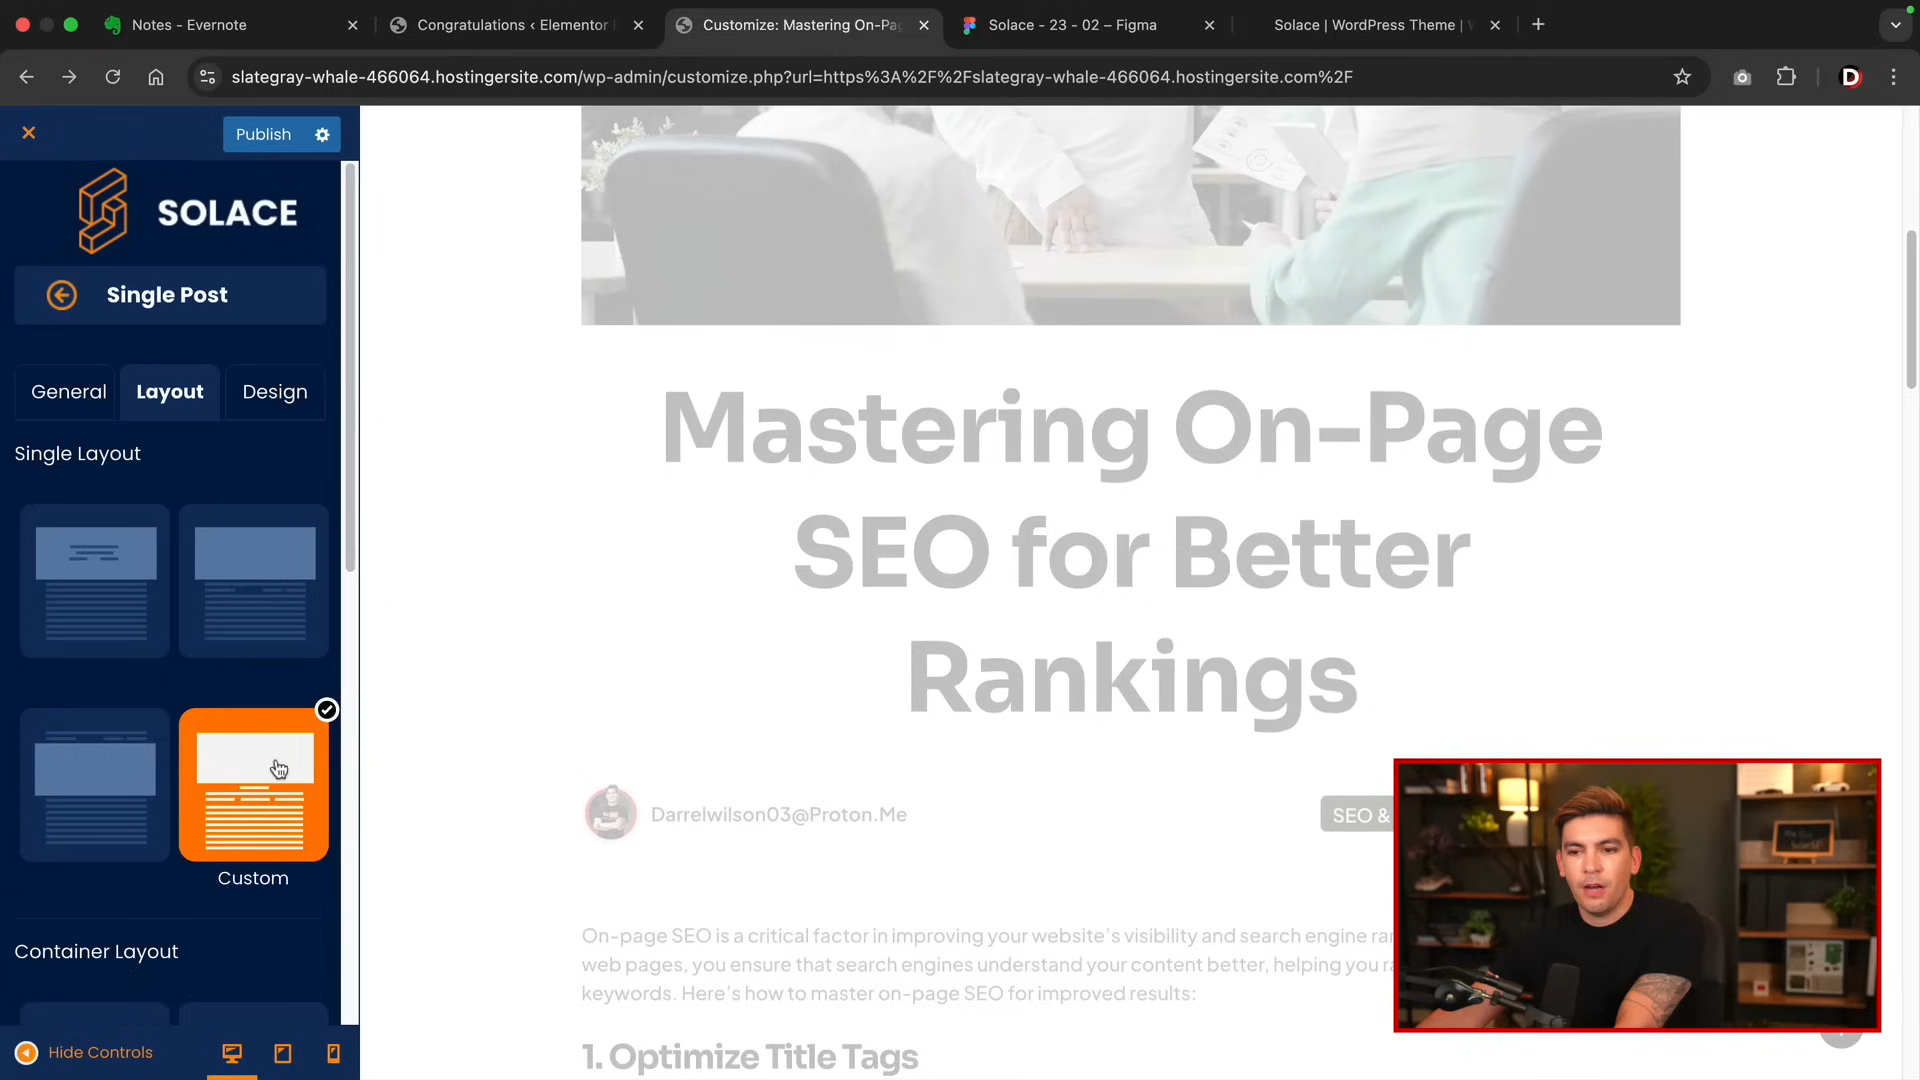 Notes - Evernote
Congratulations ‹ Elementor
Customize: Mastering On-Pa
Solace - 23 - 02 – Figma
Solace | WordPress Theme |
slategray-whale-466064.hostingersite.com/wp-admin/customize.php?url=https%3A%2F%2Fslategray-whale-466064.hostingersite.com%2F
D
Publish
SOLACE
Single Post
General
Layout
Design
Single Layout
Custom
Container Layout
Hide Controls
Mastering On-Page
SEO for Better
Rankings
Darrelwilson03@Proton.Me
SEO &
On-page SEO is a critical factor in improving your website's visibility and search engine
web pages, you ensure that search engines understand your content better, helping you
keywords. Here's how to master on-page SEO for improved results:
1. Optimize Title Tags